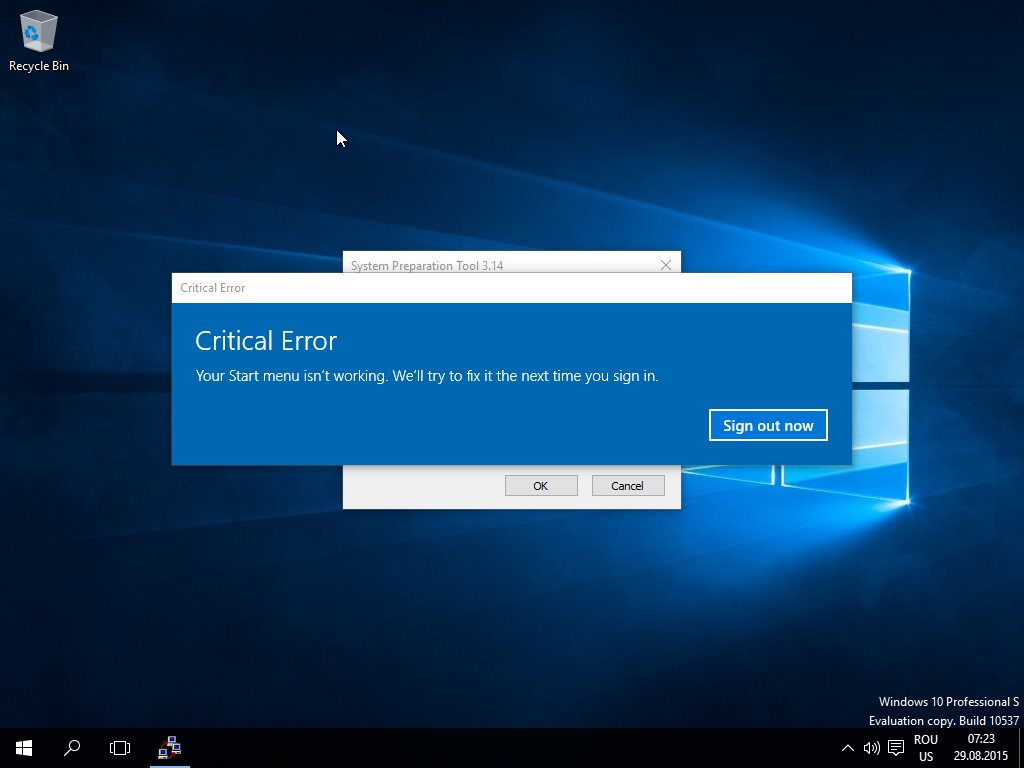 Recycle Bin
System Preparation Tool 3.14
Critical Error
Critical Error
Your Start menu isn't working. We'll try to fix it the next time you sign in.
Sign out now
OK
Cancel
Windows 10 Professional S
Evaluation copy. Build 10537
ROU
US
07:23
29.08.2015